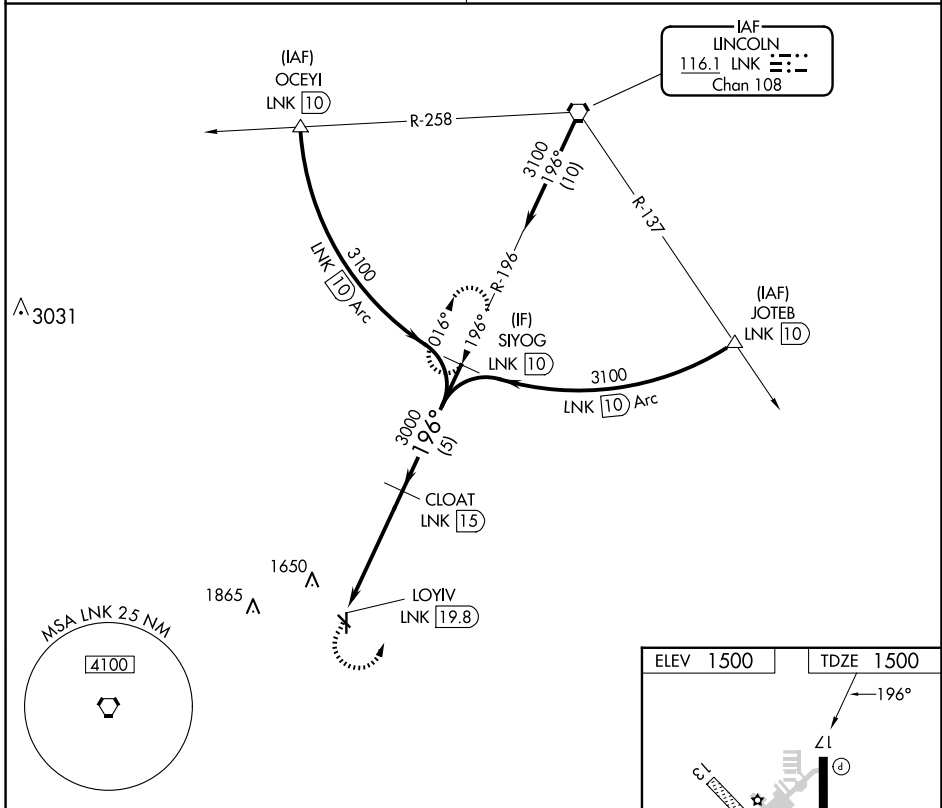 IAF
LINCOLN
116.1 LNK
Chan 108
(IAF)
OCEYI
LNK 10
R-258
3100
196°
(10)
R-137
3100
LNK 10 Arc
R-196
016°
196°
3031
(IF)
SIYOG
LNK 10
(IAF)
JOTEB
LNK 10
3100
LNK 10 Arc
3000
196°
(5)
CLOAT
LNK 15
1650
1865
LOYIV
LNK 19.8
MSA LNK 25 NM
4100
ELEV 1500
TDZE 1500
196°
17
P
13